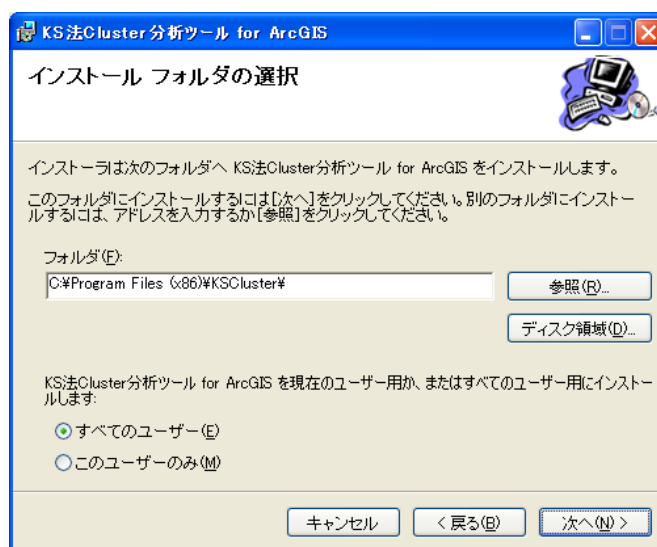 KS法Cluster分析ツール for ArcGIS
インストール フォルダの選択
インストーラは次のフォルダへ KS法Cluster分析ツール for ArcGIS をインストールします。
このフォルダにインストールするには[次へ]をクリックしてください。別のフォルダにインストー
ルするには、アドレスを入力するか[参照]をクリックしてください。
フォルダ(F):
C:¥Program Files (x86)¥KSCluster¥
参照(R)...
ディスク領域(D)...
KS法Cluster分析ツール for ArcGIS を現在のユーザー用か、またはすべてのユーザー用にインストー
ルします:
すべてのユーザー(E)
このユーザーのみ(M)
キャンセル
< 戻る(B)
次へ(N) >